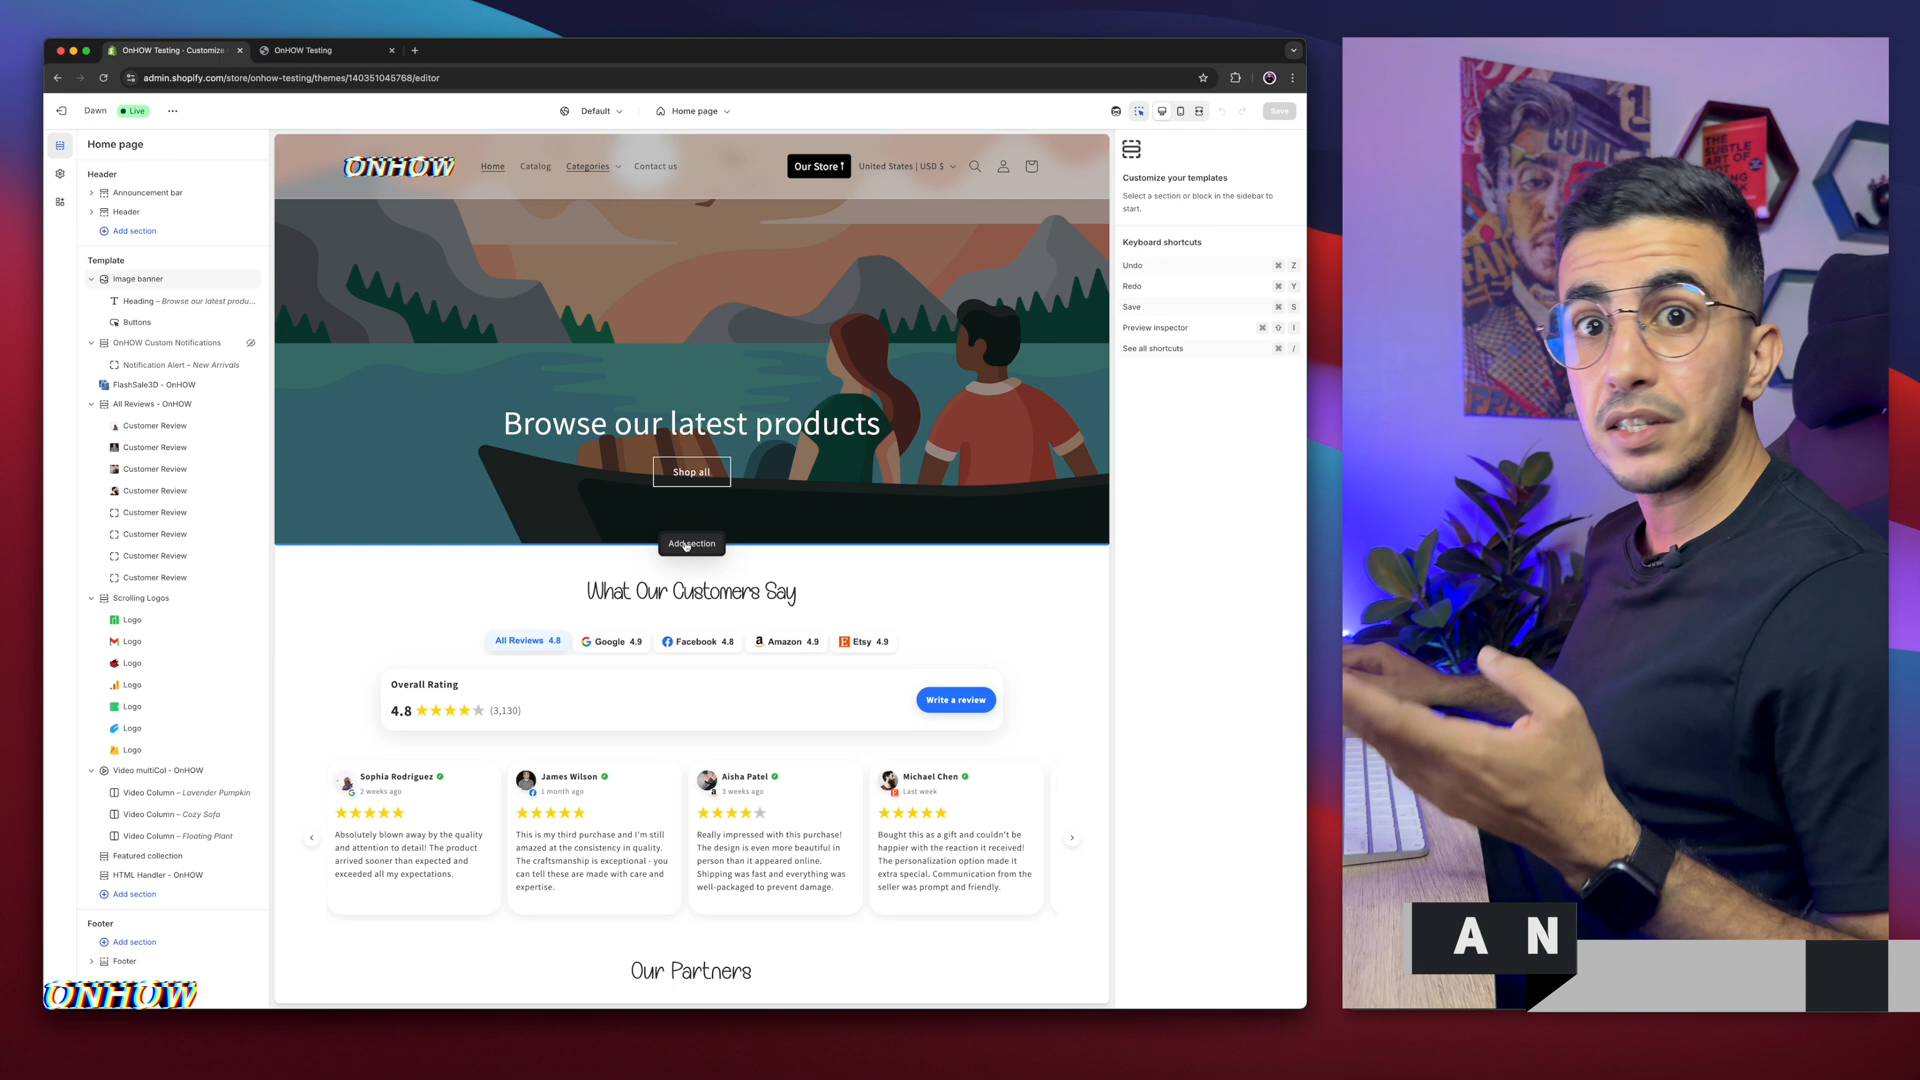 OnHOW Testing · Customize
OnHOW Testing
admin.shopify.com/store/onhow-testing/themes/140351045768/editor
Dawn
Live
Default
Home page
Save
Home page
Header
Announcement bar
Header
Add section
Template
Image banner
Heading – Browse our latest produ...
Buttons
OnHOW Custom Notifications
Notification Alert – New Arrivals
FlashSale3D - OnHOW
All Reviews - OnHOW
Customer Review
Customer Review
Customer Review
Customer Review
Customer Review
Customer Review
Customer Review
Customer Review
Scrolling Logos
Logo
Logo
Logo
Logo
Logo
Logo
Logo
Video multiCol - OnHOW
Video Column – Lavender Pumpkin
Video Column – Cozy Sofa
Video Column – Floating Plant
Featured collection
HTML Handler - OnHOW
Add section
Footer
Add section
Footer
ONHOW
ONHOW
Home
Catalog
Categories
Contact us
Our Store↑
United States | USD $
Browse our latest products
Shop all
Add section
What Our Customers Say
All Reviews 4.8
Google 4.9
Facebook 4.8
Amazon 4.9
Etsy 4.9
Overall Rating
4.8 ★★★★★ (3,130)
Write a review
Sophia Rodriguez
2 weeks ago
Absolutely blown away by the quality
and attention to detail! The product
arrived sooner than expected and
exceeded all my expectations.
James Wilson
1 month ago
This is my third purchase and I'm still
amazed at the consistency in quality.
The craftsmanship is exceptional - you
can tell these are made with care and
expertise.
Aisha Patel
3 weeks ago
Really impressed with this purchase!
The design is even more beautiful in
person than it appeared online.
Shipping was fast and everything was
well-packaged to prevent damage.
Michael Chen
Last week
Bought this as a gift and couldn't be
happier with the reaction it received!
The personalization option made it
extra special. Communication from the
seller was prompt and friendly.
Our Partners
Customize your templates
Select a section or block in the sidebar to
start.
Keyboard shortcuts
Undo ⌘ Z
Redo ⌘ Y
Save ⌘ S
Preview inspector ⌘ ⇧ I
See all shortcuts ⌘ /
THE
SUBTLE
ART OF
COME
FAN
A N